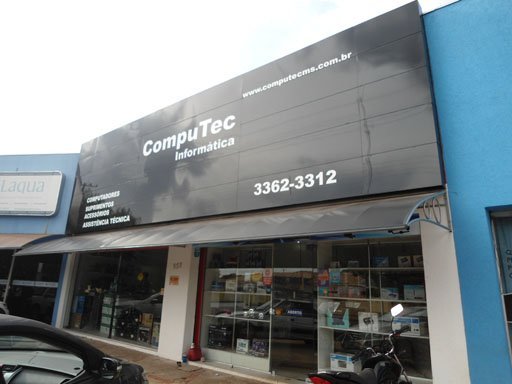 www.computecms.com.br
CompuTec
Informática
3362-3312
COMPUTADORES
SUPRIMENTOS
ACESSÓRIOS
ASSISTÊNCIA TÉCNICA
Laqua